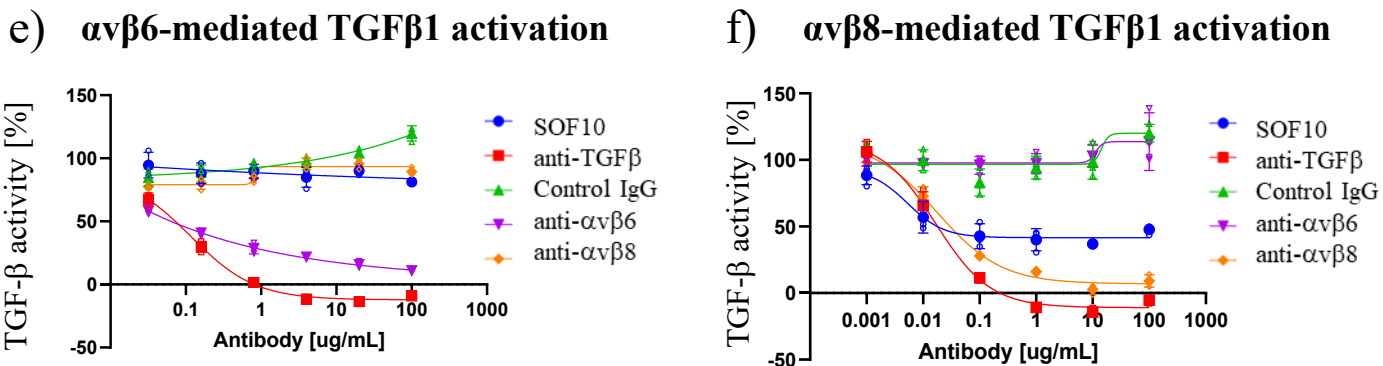 e) αvβ6-mediated TGFβ1 activation
TGF-β activity [%]
150
100
50
0
-50
0.1
1
10
100
1000
Antibody [ug/mL]
SOF10
anti-TGFβ
Control IgG
anti-αvβ6
anti-αvβ8
f) αvβ8-mediated TGFβ1 activation
TGF-β activity [%]
150
100
50
0
-50
0.001
0.01
0.1
1
10
100
1000
Antibody [ug/mL]
SOF10
anti-TGFβ
Control IgG
anti-αvβ6
anti-αvβ8